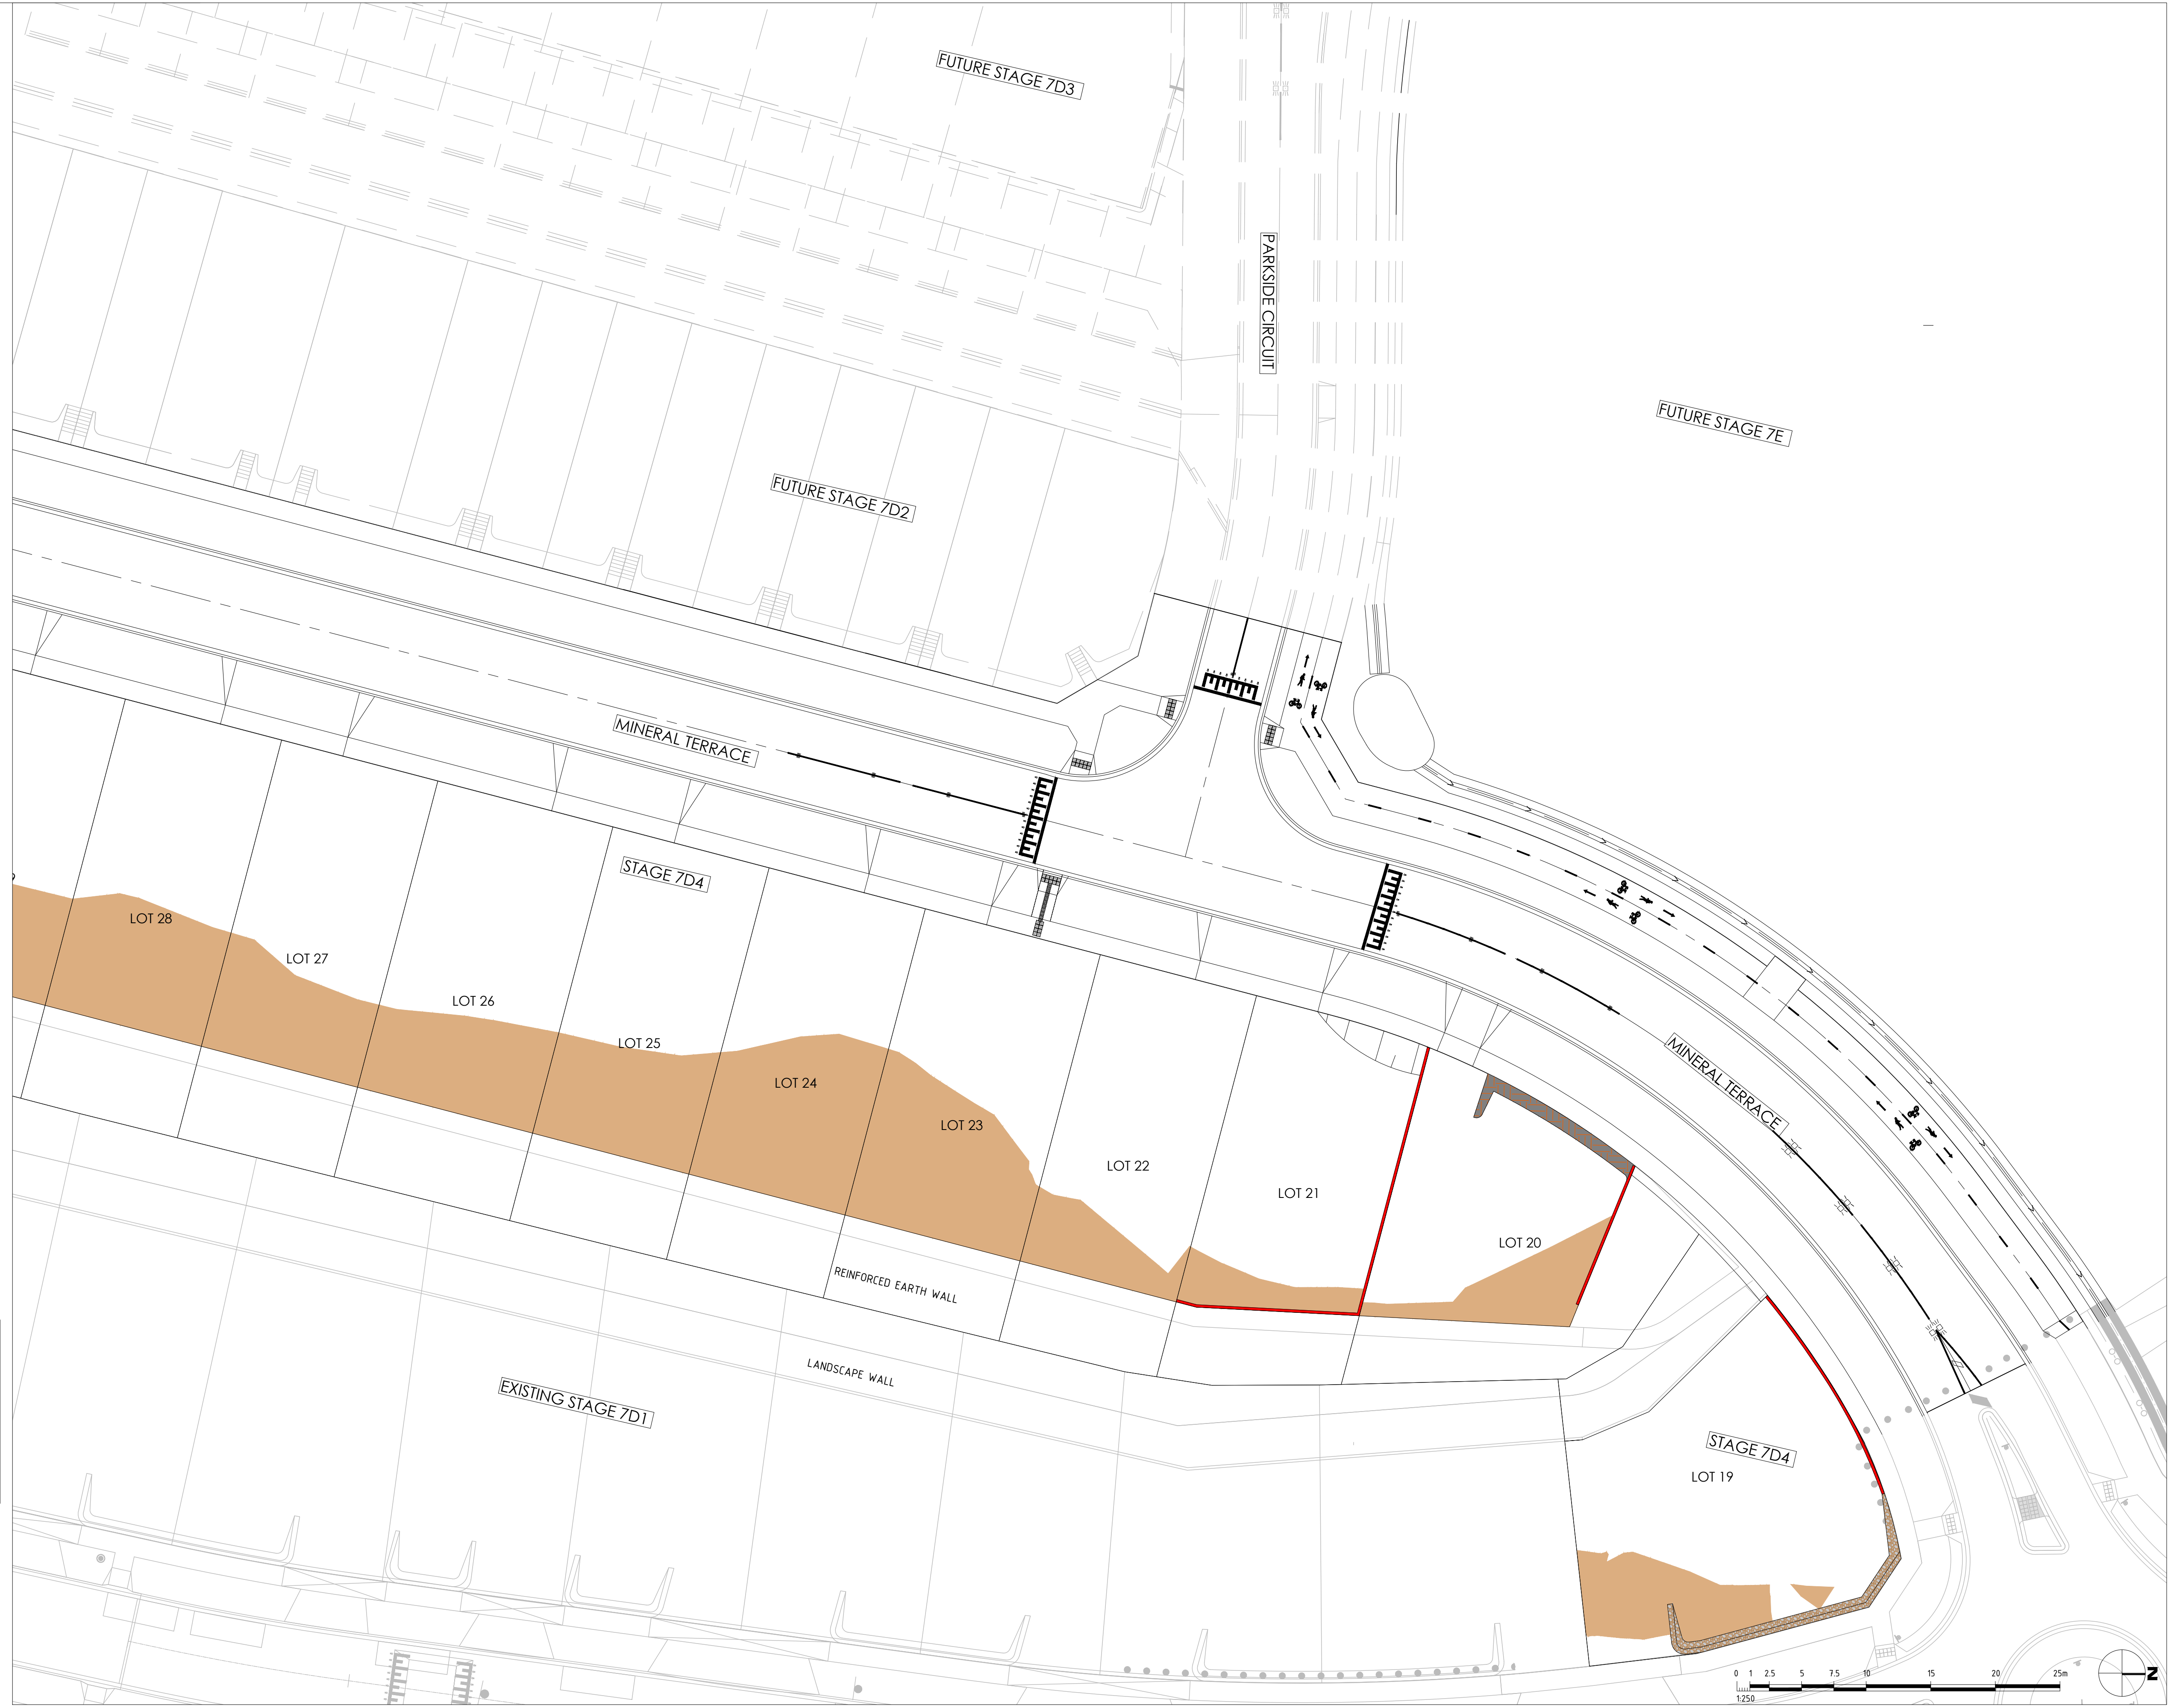 FUTURE STAGE 7D3
PARKSIDE CIRCUIT
FUTURE STAGE 7E
FUTURE STAGE 7D2
MINERAL TERRACE
STAGE 7D4
LOT 28
LOT 27
LOT 26
LOT 25
LOT 24
LOT 23
LOT 22
LOT 21
LOT 20
MINERAL TERRACE
REINFORCED EARTH WALL
LANDSCAPE WALL
EXISTING STAGE 7D1
STAGE 7D4
LOT 19
0 1 2.5 5 7.5 10 15 20 25m
1:250
N